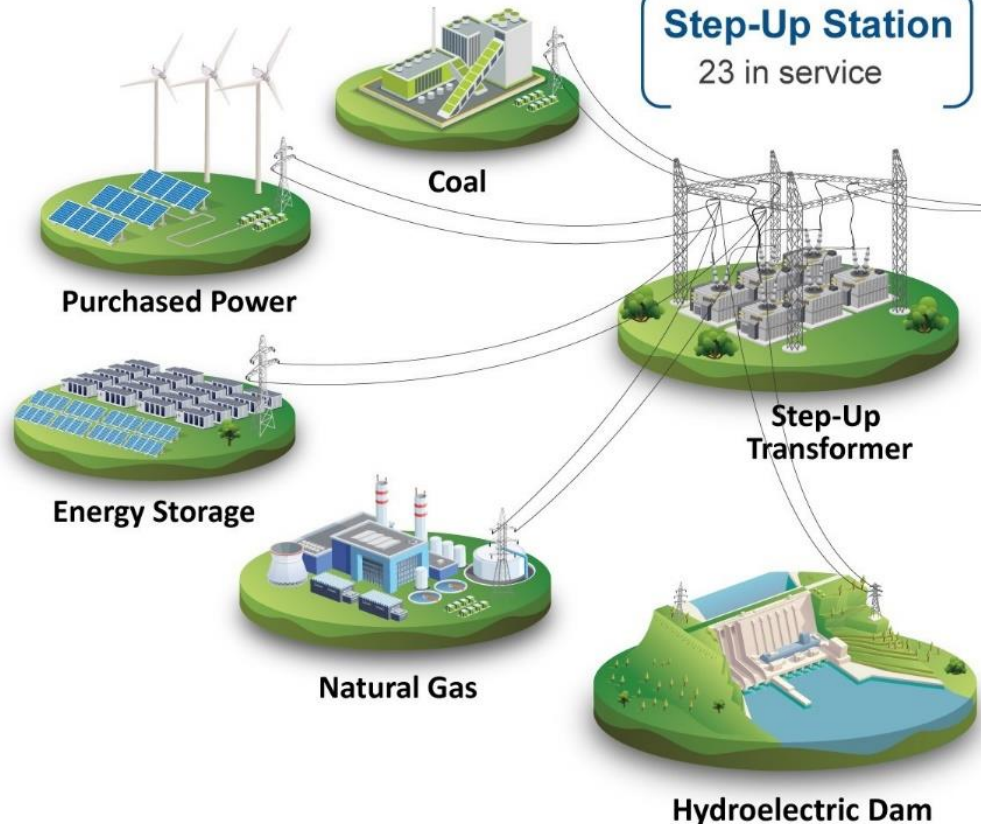 Step-Up Station
23 in service
Coal
Purchased Power
Step-Up
Transformer
Energy Storage
Natural Gas
Hydroelectric Dam